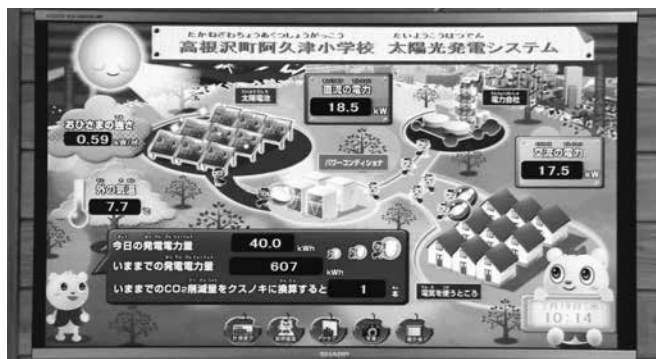 たかねざわちょうあくつしょうがっこう たいようこうはつでん
高根沢町阿久津小学校 太陽光発電システム
太陽電池
直流の電力
18.5 kW
電力会社
おひさまの強さ
0.59 kW/㎡
パワーコンディショナ
交流の電力
17.5 kW
外の気温
7.7 ℃
今日の発電電力量 40.0 kWh
いままでの発電電力量 607 kWh
いままでのCO2削減量をクスノキに換算すると 1 本
電気を使うところ
10:14
SHARP